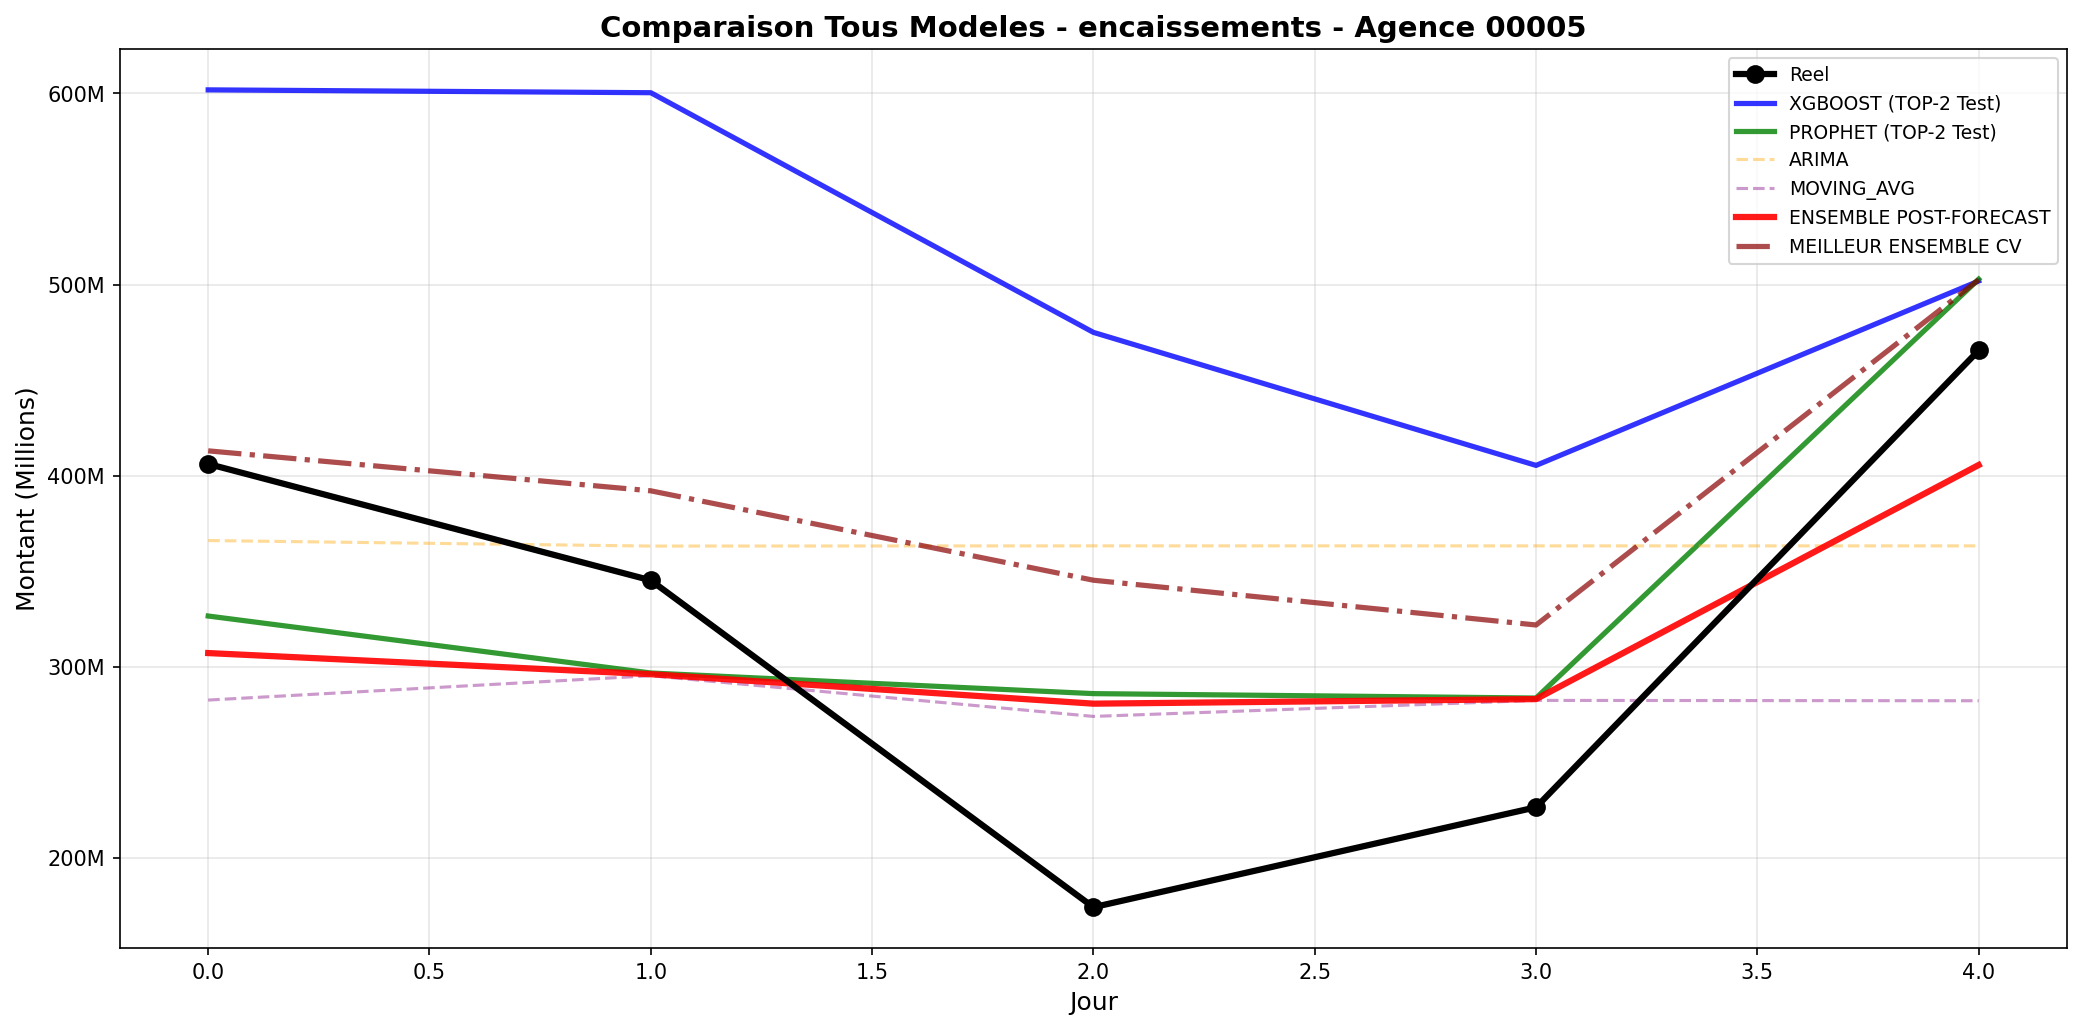 Comparaison Tous Modeles - encaissements - Agence 00005
Montant (Millions)
600M
500M
400M
300M
200M
Reel
XGBOOST (TOP-2 Test)
PROPHET (TOP-2 Test)
ARIMA
MOVING_AVG
ENSEMBLE POST-FORECAST
MEILLEUR ENSEMBLE CV
0.0 0.5 1.0 1.5 2.0 2.5 3.0 3.5 4.0
Jour